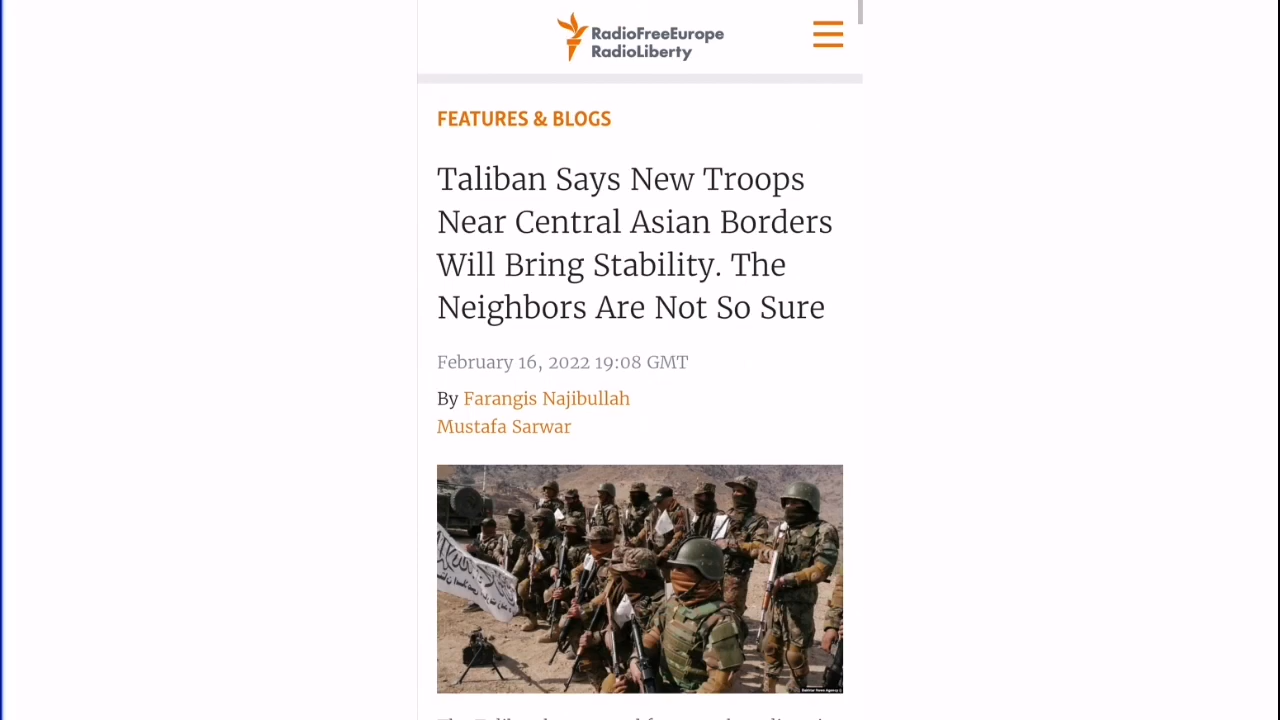 RadioFreeEurope
RadioLiberty
FEATURES & BLOGS
Taliban Says New Troops
Near Central Asian Borders
Will Bring Stability. The
Neighbors Are Not So Sure
February 16, 2022 19:08 GMT
By Farangis Najibullah
Mustafa Sarwar